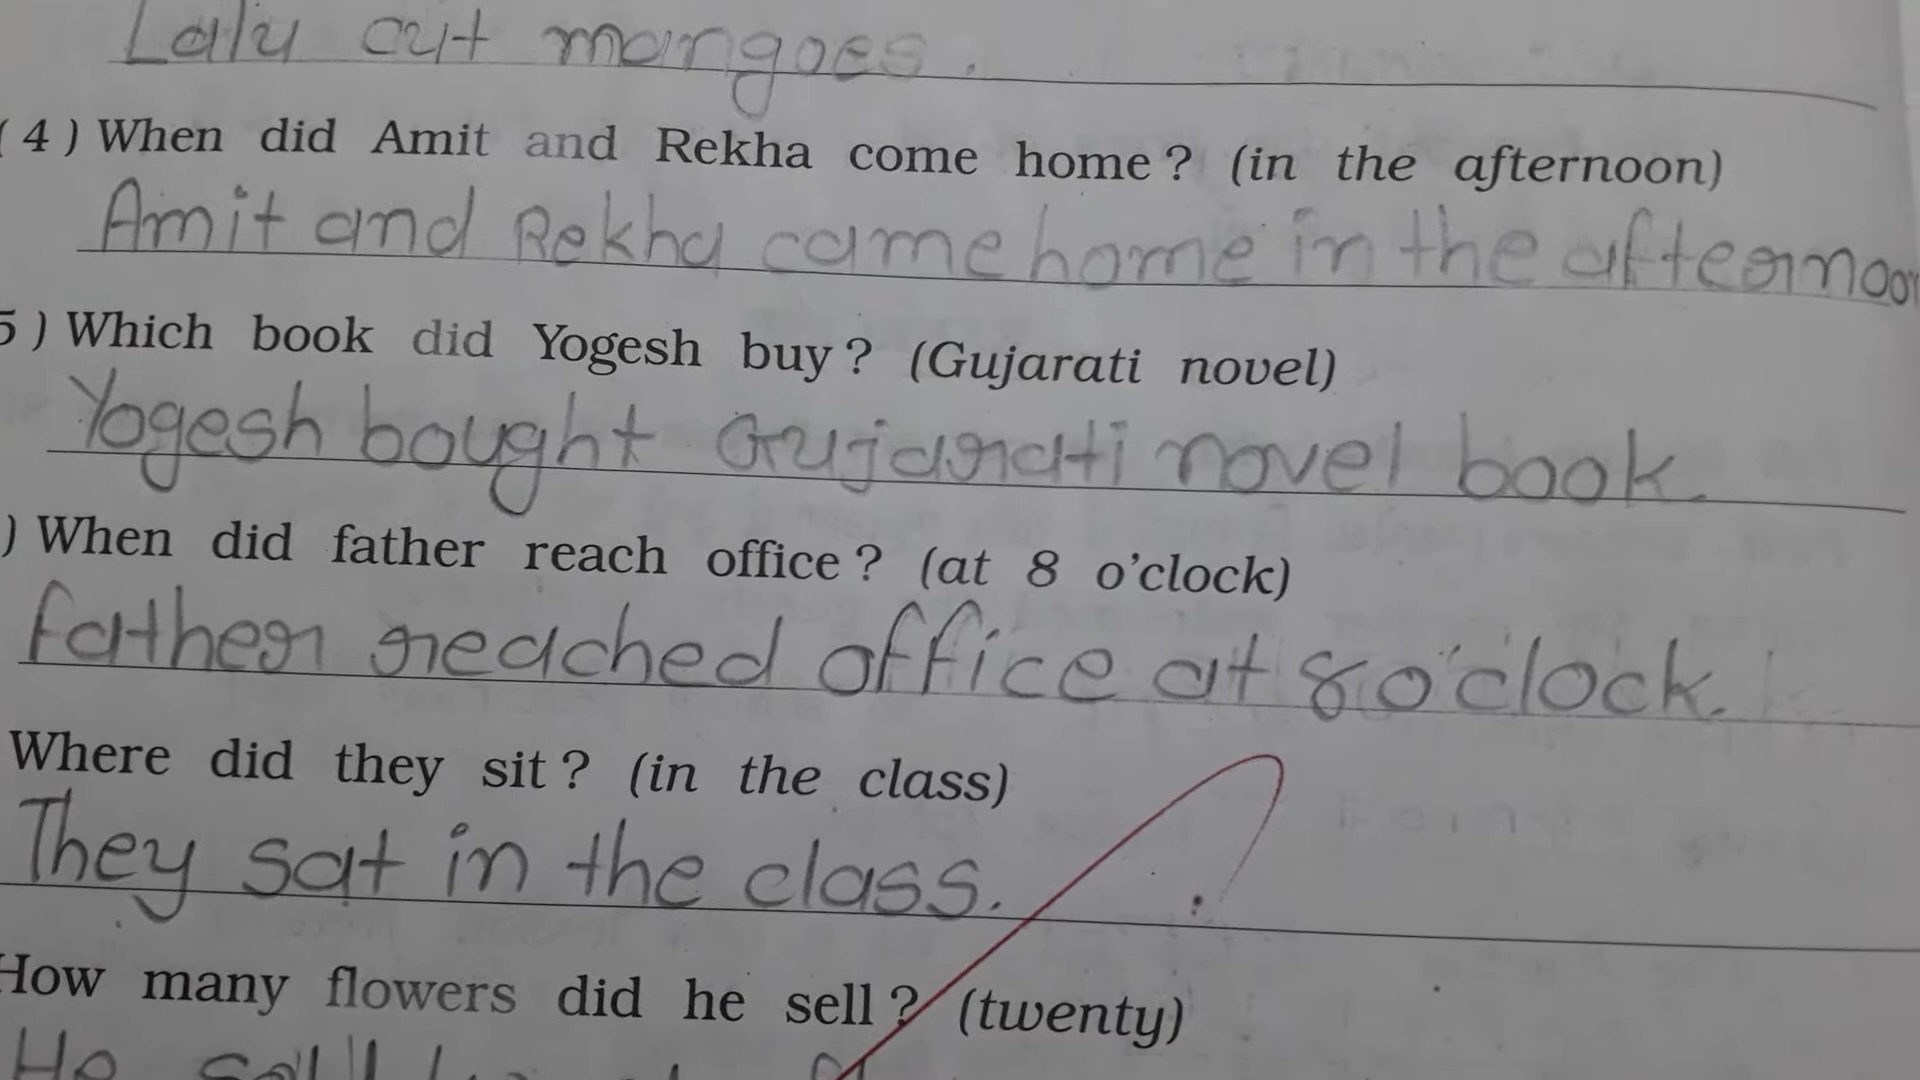 Lalu cut mangoes.
(4) When did Amit and Rekha come home? (in the afternoon)
Amit and Rekha came home in the afternoon
5) Which book did Yogesh buy? (Gujarati novel)
Yogesh bought Gujarati novel book.
) When did father reach office? (at 8 o'clock)
father reached office at 8 o'clock.
Where did they sit? (in the class)
They sat in the class.
How many flowers did he sell? (twenty)
He